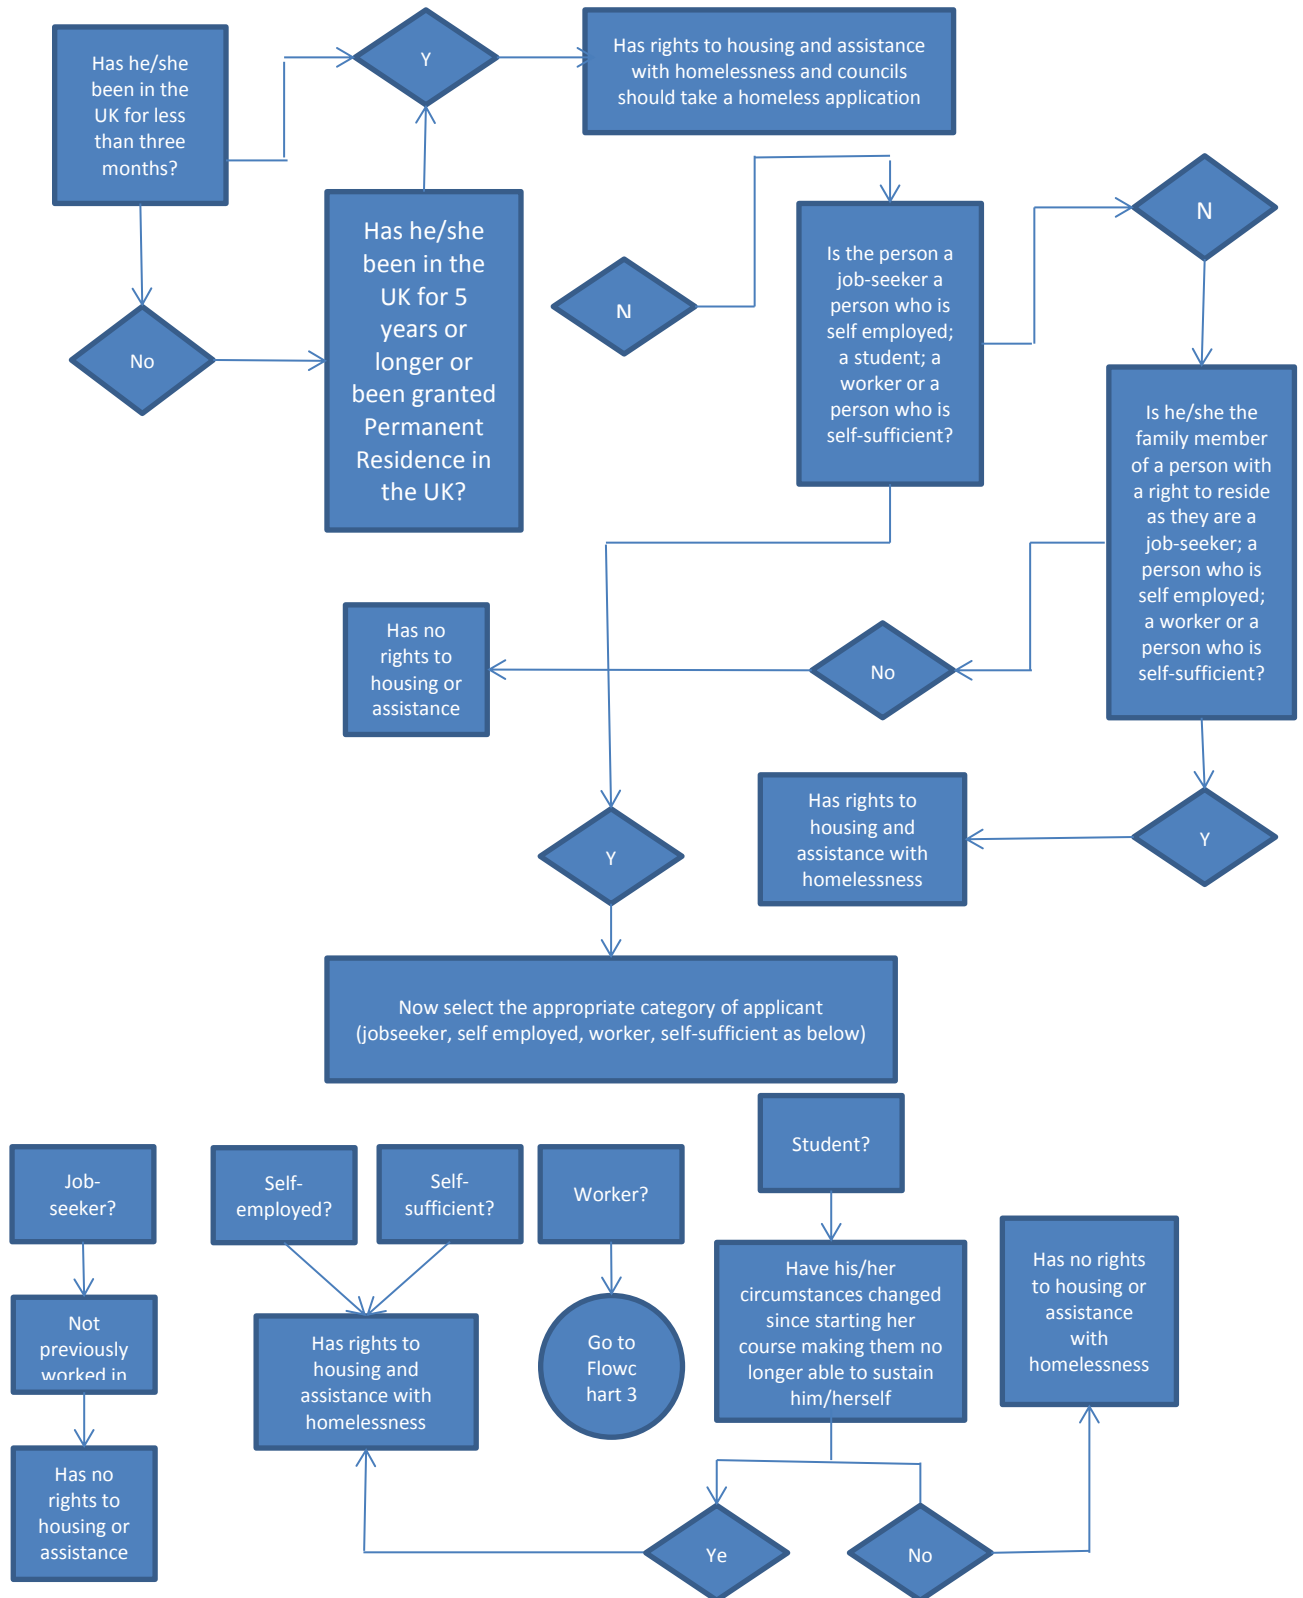 Has he/she
been in the
UK for less
than three
months?
Y
Has rights to housing and assistance
with homelessness and councils
should take a homeless application
No
Has he/she
been in the
UK for 5
years or
longer or
been granted
Permanent
Residence in
the UK?
N
Is the person a
job-seeker a
person who is
self employed;
a student; a
worker or a
person who is
self-sufficient?
N
Is he/she the
family member
of a person with
a right to reside
as they are a
job-seeker; a
person who is
self employed;
a worker or a
person who is
self-sufficient?
No
Has no
rights to
housing or
assistance
Y
Has rights to
housing and
assistance with
homelessness
Y
Now select the appropriate category of applicant
(jobseeker, self employed, worker, self-sufficient as below)
Job-
seeker?
Not
previously
worked in
Has no
rights to
housing or
assistance
Self-
employed?
Self-
sufficient?
Has rights to
housing and
assistance with
homelessness
Worker?
Go to
Flowc
hart 3
Student?
Have his/her
circumstances changed
since starting her
course making them no
longer able to sustain
him/herself
Ye
No
Has no rights
to housing or
assistance
with
homelessness